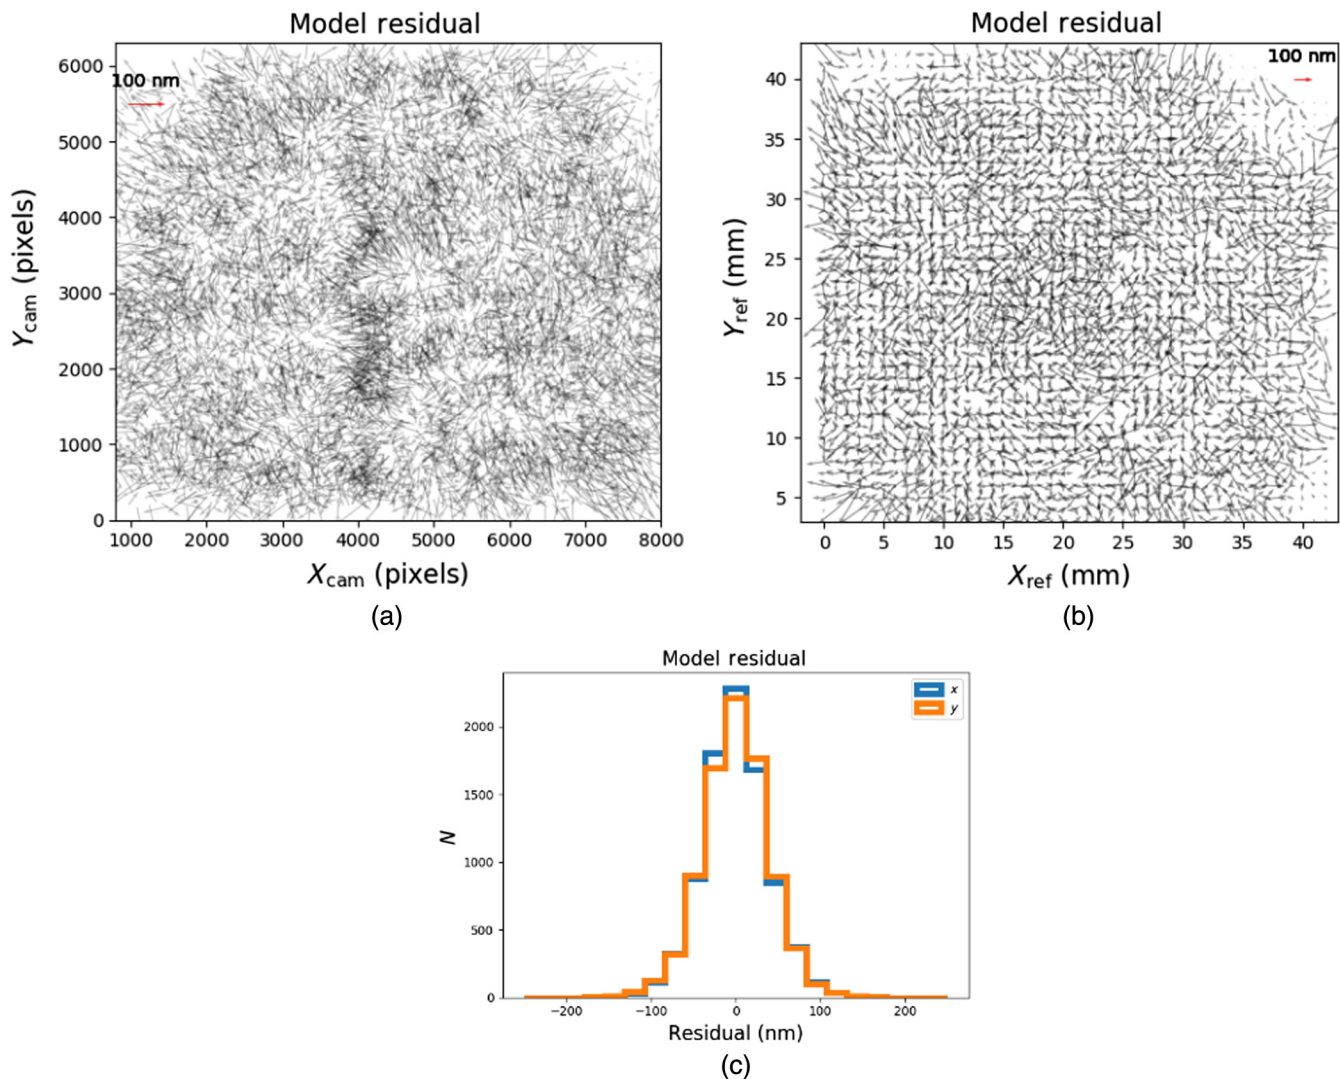 Model residual
6000
100 nm
5000
4000
3000
2000
1000
0
Y_cam (pixels)
1000 2000 3000 4000 5000 6000 7000 8000
X_cam (pixels)
(a)
Model residual
100 nm
40
35
30
25
20
15
10
5
Y_ref (mm)
0 5 10 15 20 25 30 35 40
X_ref (mm)
(b)
Model residual
x
y
2000
1500
1000
500
0
N
−200 −100 0 100 200
Residual (nm)
(c)